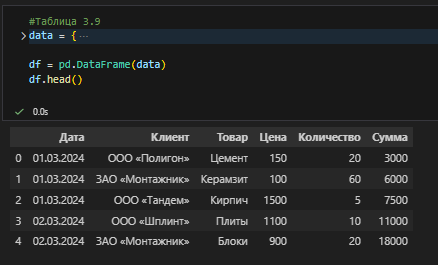 #Таблица 3.9
data = {···
df = pd.DataFrame(data)
df.head()
0.0s
Дата Клиент Товар Цена Количество Сумма
0 01.03.2024 ООО «Полигон» Цемент 150 20 3000
1 01.03.2024 ЗАО «Монтажник» Керамзит 100 60 6000
2 01.03.2024 ООО «Тандем» Кирпич 1500 5 7500
3 02.03.2024 ООО «Шплинт» Плиты 1100 10 11000
4 02.03.2024 ЗАО «Монтажник» Блоки 900 20 18000